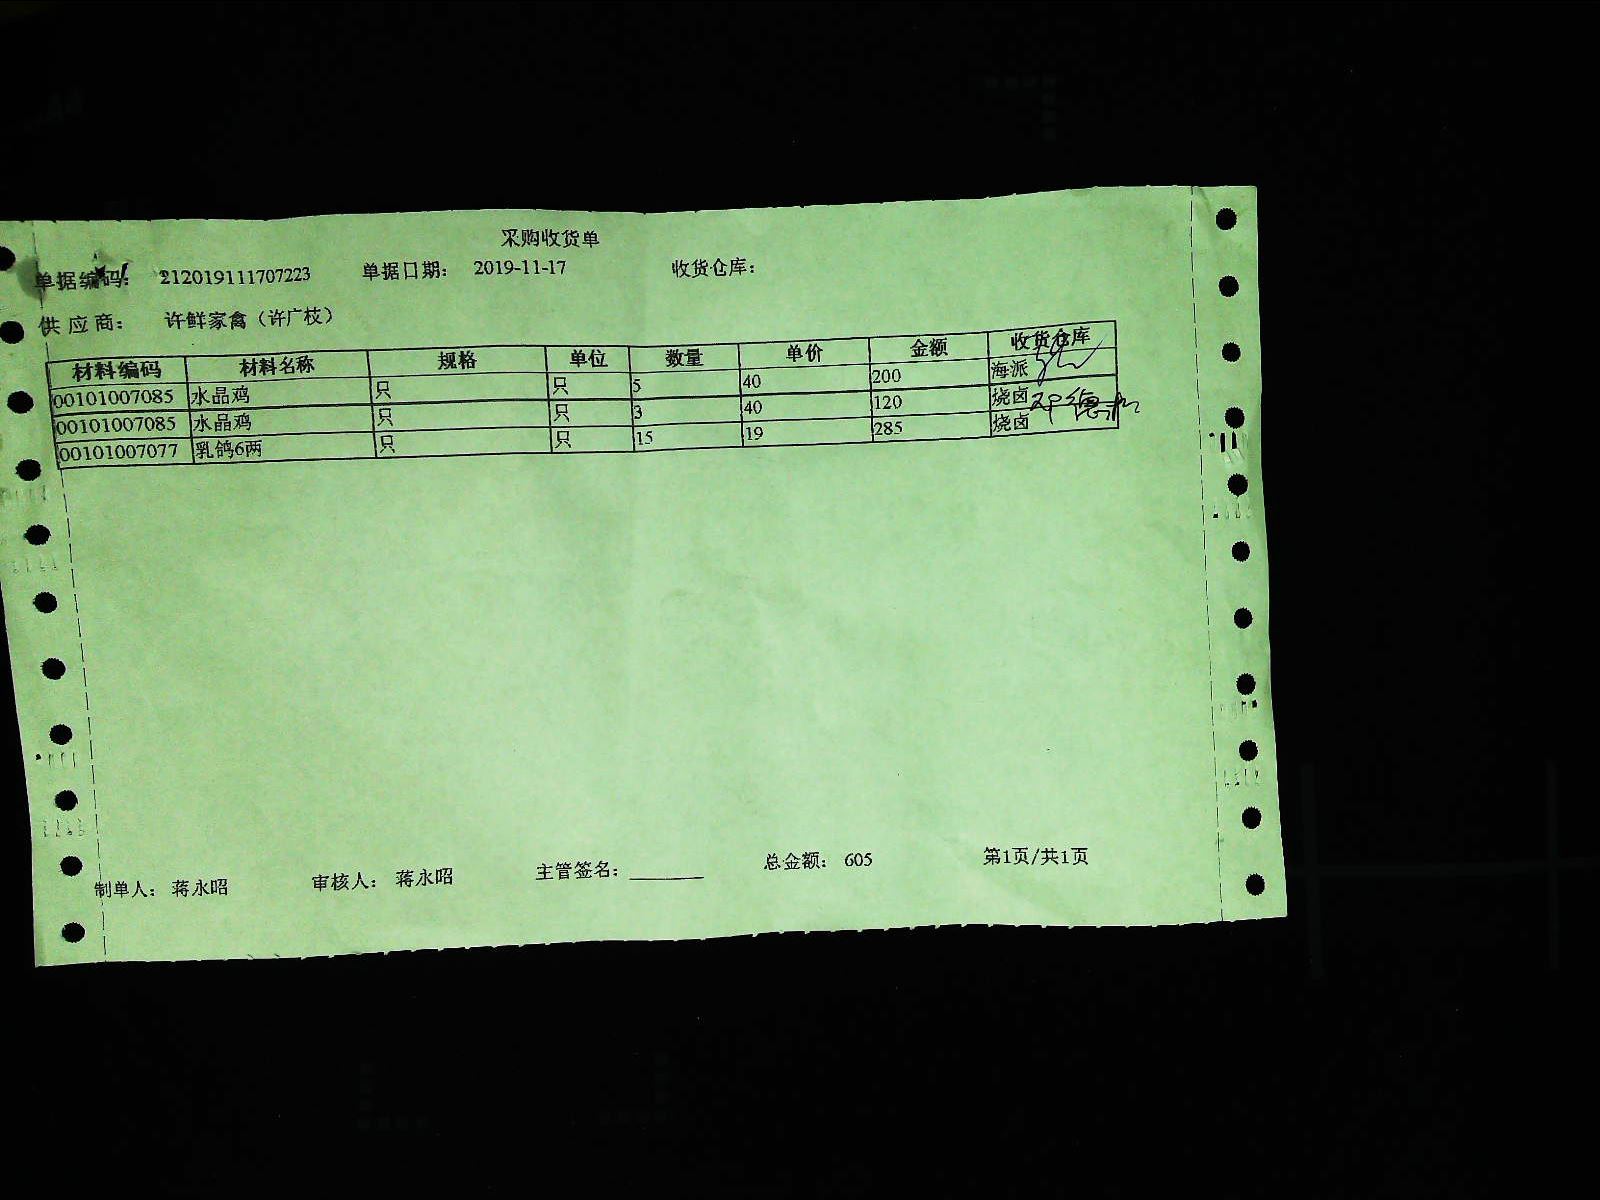 采购收货单
单据编码： 212019111707223 单据日期： 2019-11-17 收货仓库：
供应商： 许鲜家禽（许广枝）
材料编码 材料名称 规格 单位 数量 单价 金额 收货仓库
00101007085 水晶鸡 只 只 5 40 200 海派
00101007085 水晶鸡 只 只 3 40 120 烧卤
00101007077 乳鸽6两 只 只 15 19 285 烧卤
制单人： 蒋永昭 审核人： 蒋永昭 主管签名： 总金额： 605 第1页/共1页